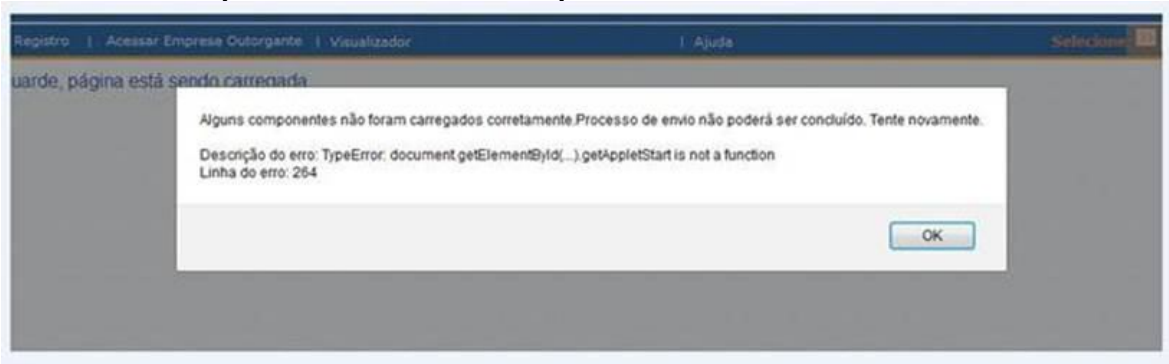 Registro | Acessar Empresa Outorgante | Visualizador | Ajuda Selecione
uarde, página está sendo carregada
Alguns componentes não foram carregados corretamente.Processo de envio não poderá ser concluído. Tente novamente.
Descrição do erro: TypeError: document.getElementById(...).getAppletStart is not a function
Linha do erro: 264
OK